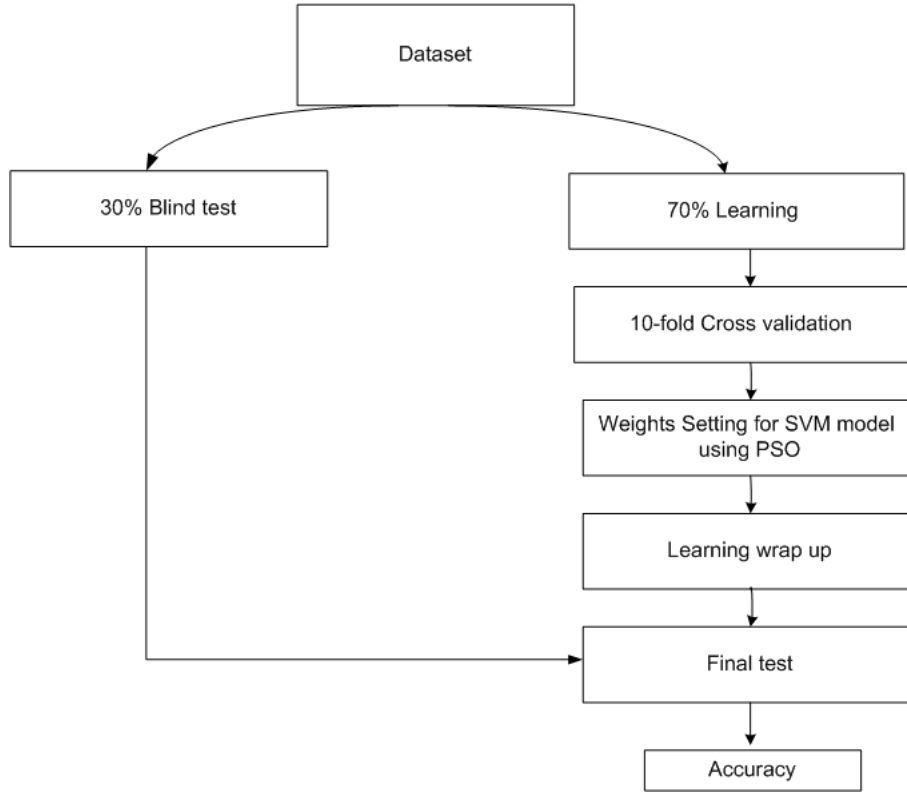 Dataset
30% Blind test
70% Learning
10-fold Cross validation
Weights Setting for SVM model
using PSO
Learning wrap up
Final test
Accuracy